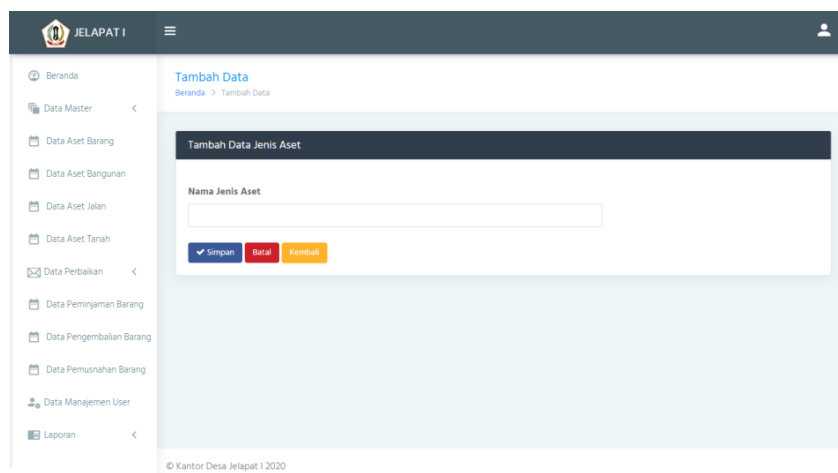 JELAPAT I
Beranda
Data Master
Data Aset Barang
Data Aset Bangunan
Data Aset Jalan
Data Aset Tanah
Data Perbaikan
Data Peminjaman Barang
Data Pengembalian Barang
Data Pemusnahan Barang
Data Manajemen User
Laporan
Tambah Data
Beranda > Tambah Data
Tambah Data Jenis Aset
Nama Jenis Aset
Simpan Batal Kembali
© Kantor Desa Jelapat I 2020